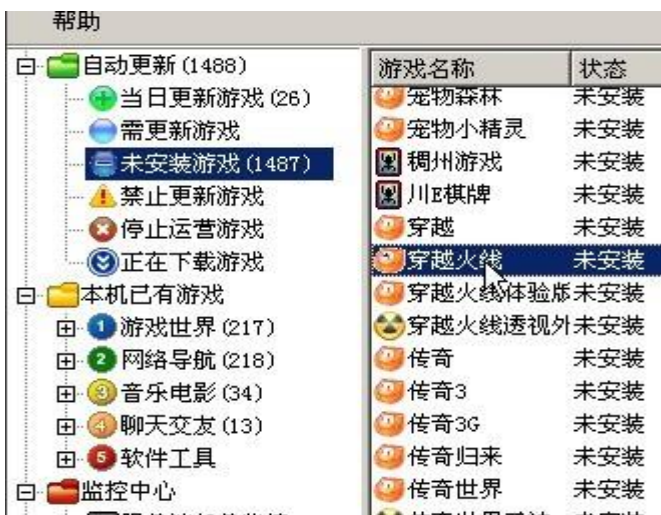 帮助
自动更新(1488)
当日更新游戏(26)
需更新游戏
未安装游戏(1487)
禁止更新游戏
停止运营游戏
正在下载游戏
本机已有游戏
游戏世界(217)
网络导航(218)
音乐电影(34)
聊天交友(13)
软件工具
监控中心
游戏名称 状态
宠物森林 未安装
宠物小精灵 未安装
稠州游戏 未安装
川E棋牌 未安装
穿越 未安装
穿越火线 未安装
穿越火线体验版 未安装
穿越火线透视外 未安装
传奇 未安装
传奇3 未安装
传奇3G 未安装
传奇归来 未安装
传奇世界 未安装